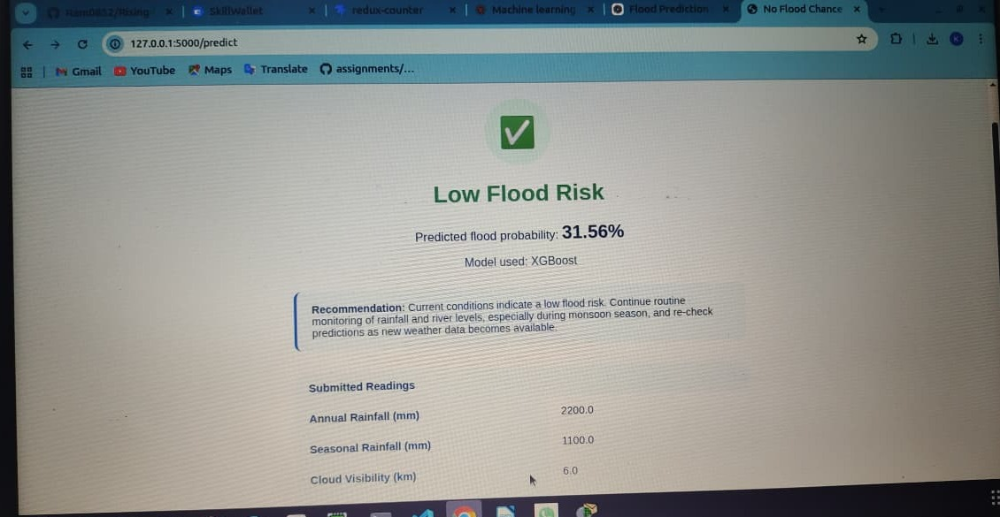 Ram0852/Rising
SkillWallet
redux-counter
Machine learning
Flood Prediction
No Flood Chance
127.0.0.1:5000/predict
Gmail
YouTube
Maps
Translate
assignments/...
Low Flood Risk
Predicted flood probability: 31.56%
Model used: XGBoost
Recommendation: Current conditions indicate a low flood risk. Continue routine
monitoring of rainfall and river levels, especially during monsoon season, and re-check
predictions as new weather data becomes available.
Submitted Readings
Annual Rainfall (mm) 2200.0
Seasonal Rainfall (mm) 1100.0
Cloud Visibility (km) 6.0